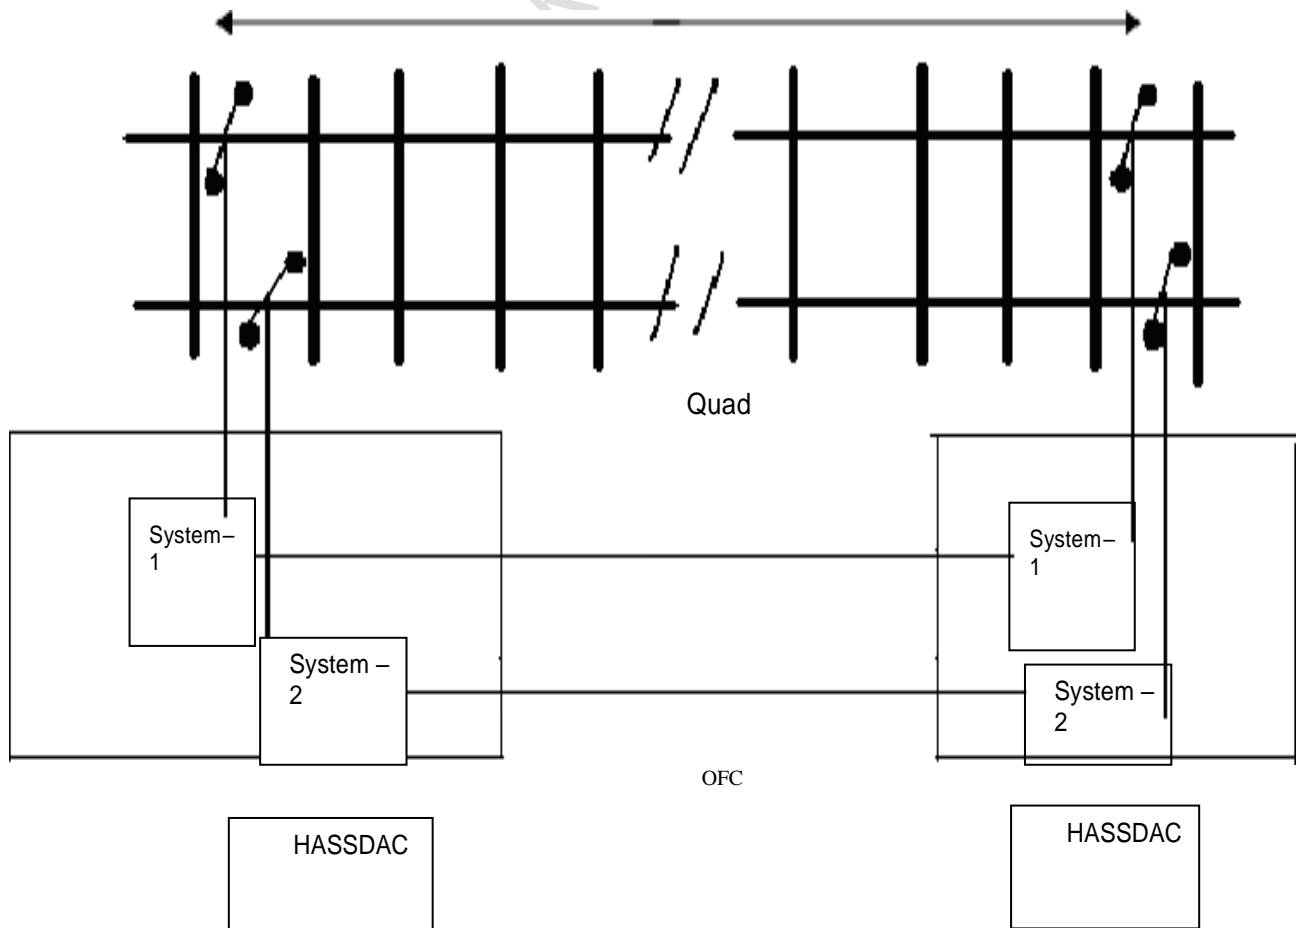 Quad
System–
1
System–
1
System –
2
System –
2
OFC
HASSDAC
HASSDAC